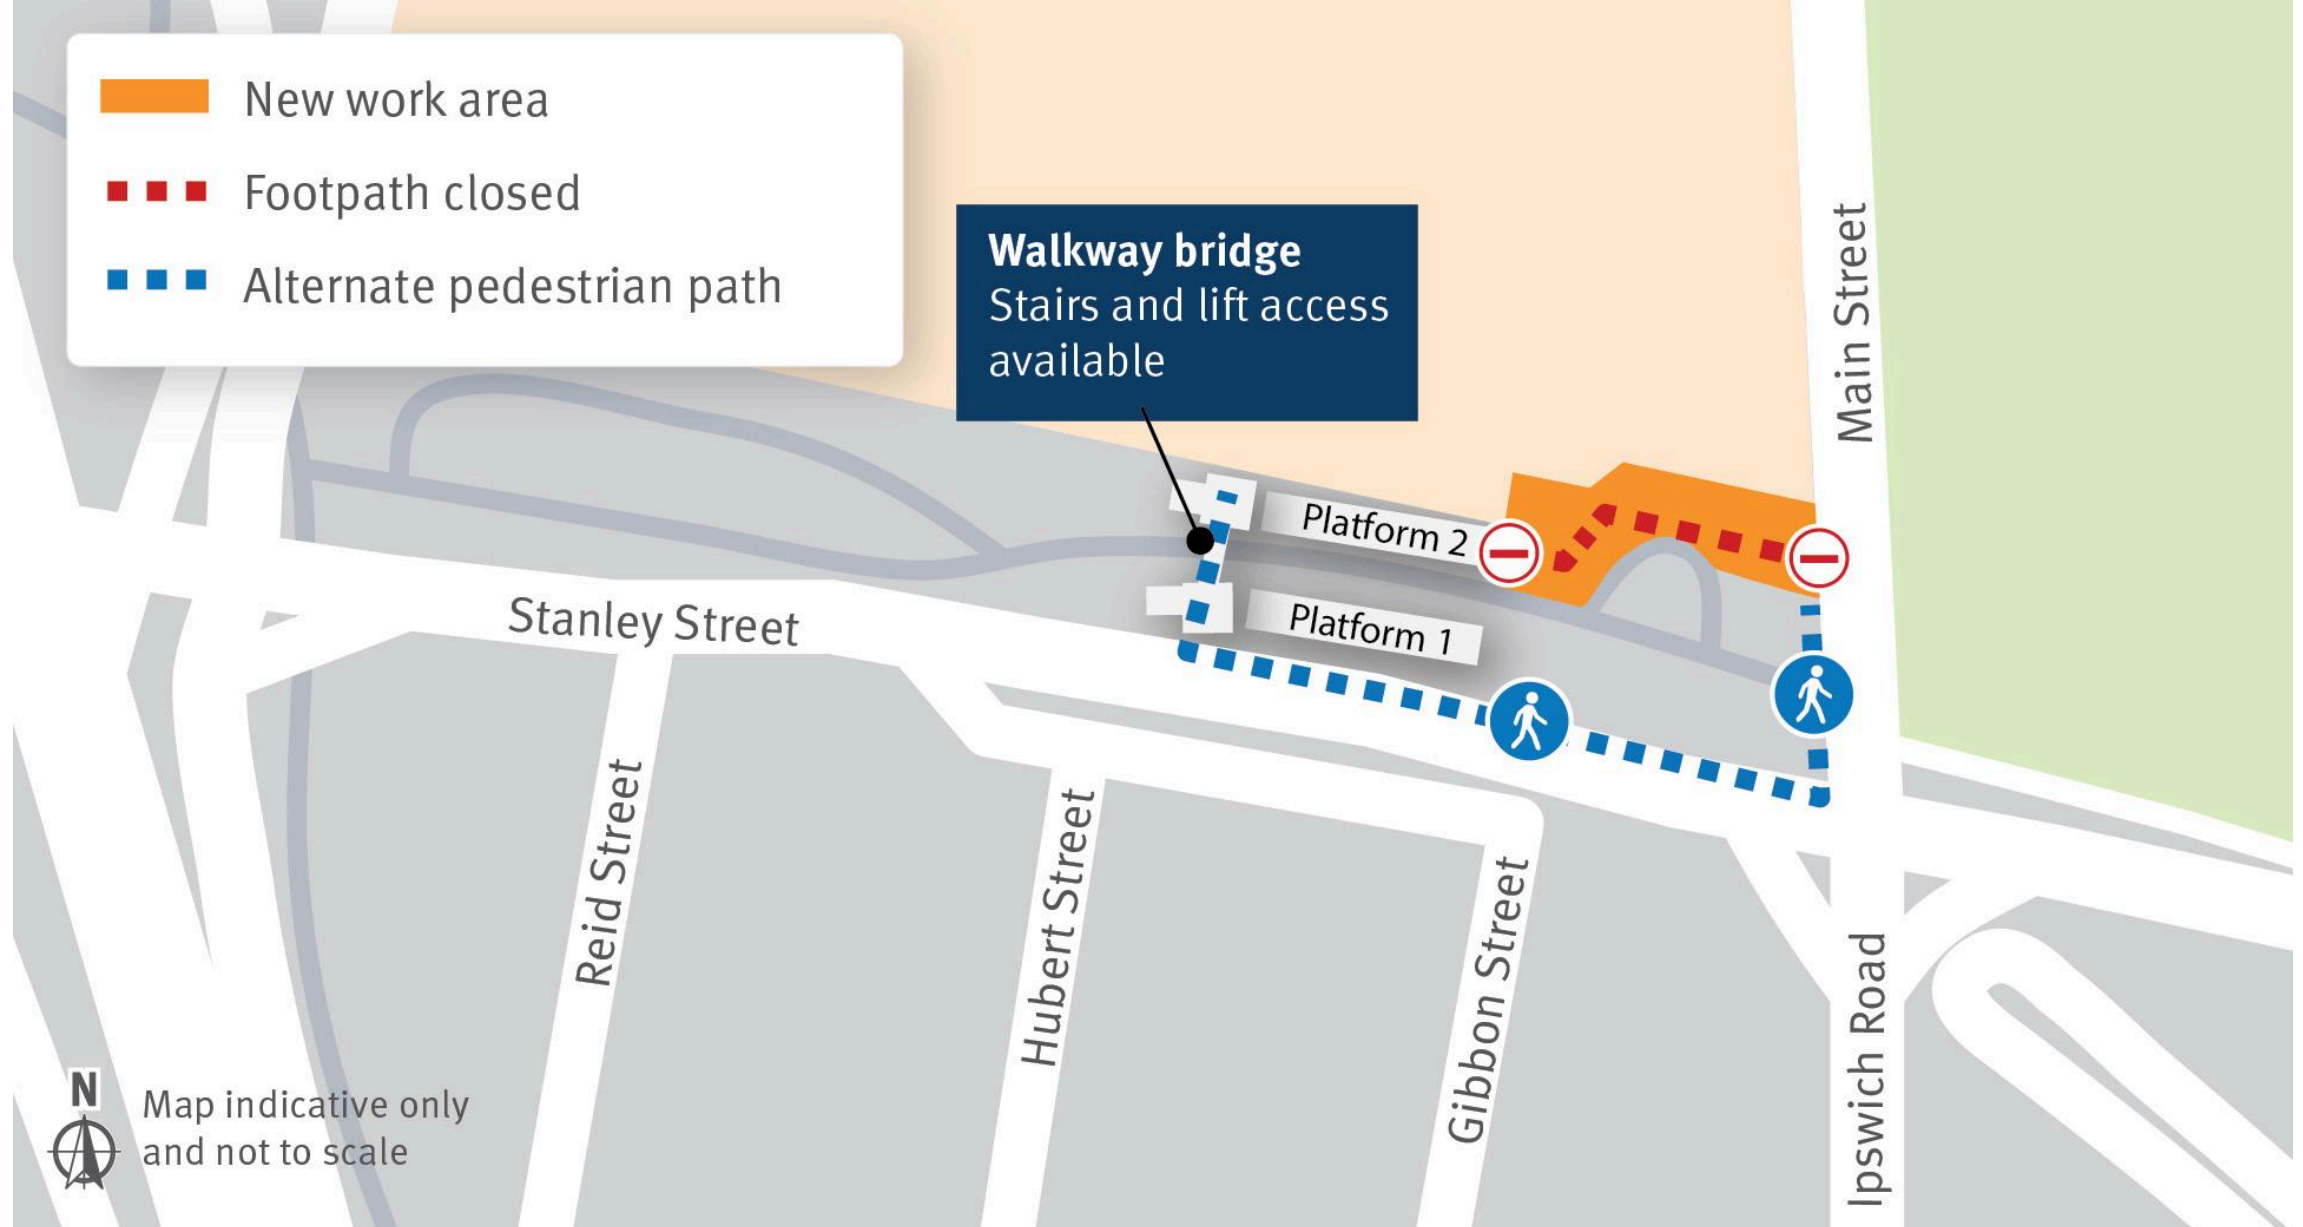 New work area
Footpath closed
Alternate pedestrian path
Walkway bridge
Stairs and lift access
available
Main Street
Platform 2
Platform 1
Stanley Street
Reid Street
Hubert Street
Gibbon Street
Ipswich Road
N
Map indicative only
and not to scale